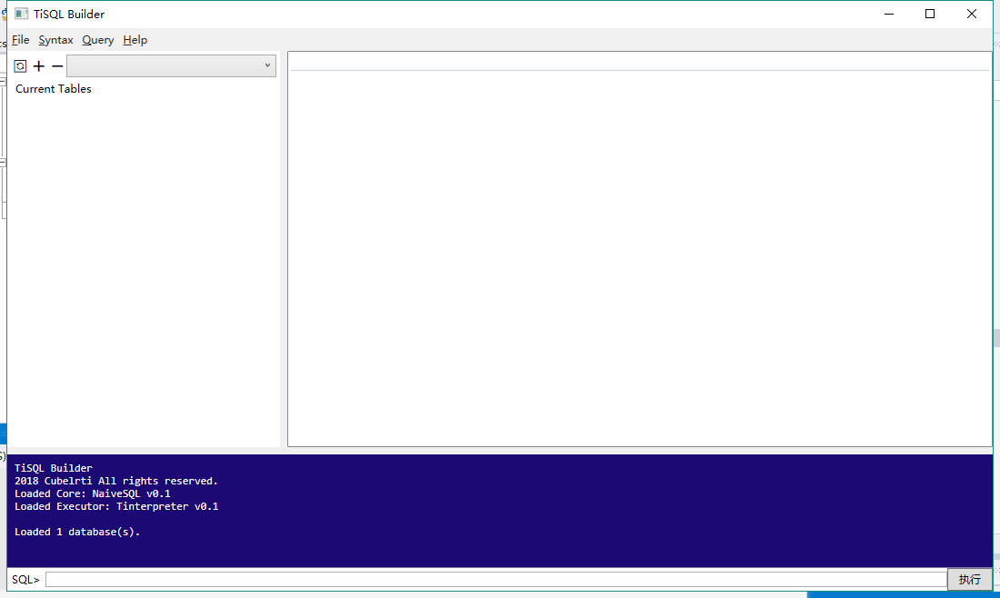 TiSQL Builder
File Syntax Query Help
Current Tables
TiSQL Builder
2018 Cubelrti All rights reserved.
Loaded Core: NaiveSQL v0.1
Loaded Executor: Tinterpreter v0.1
Loaded 1 database(s).
SQL>
执行